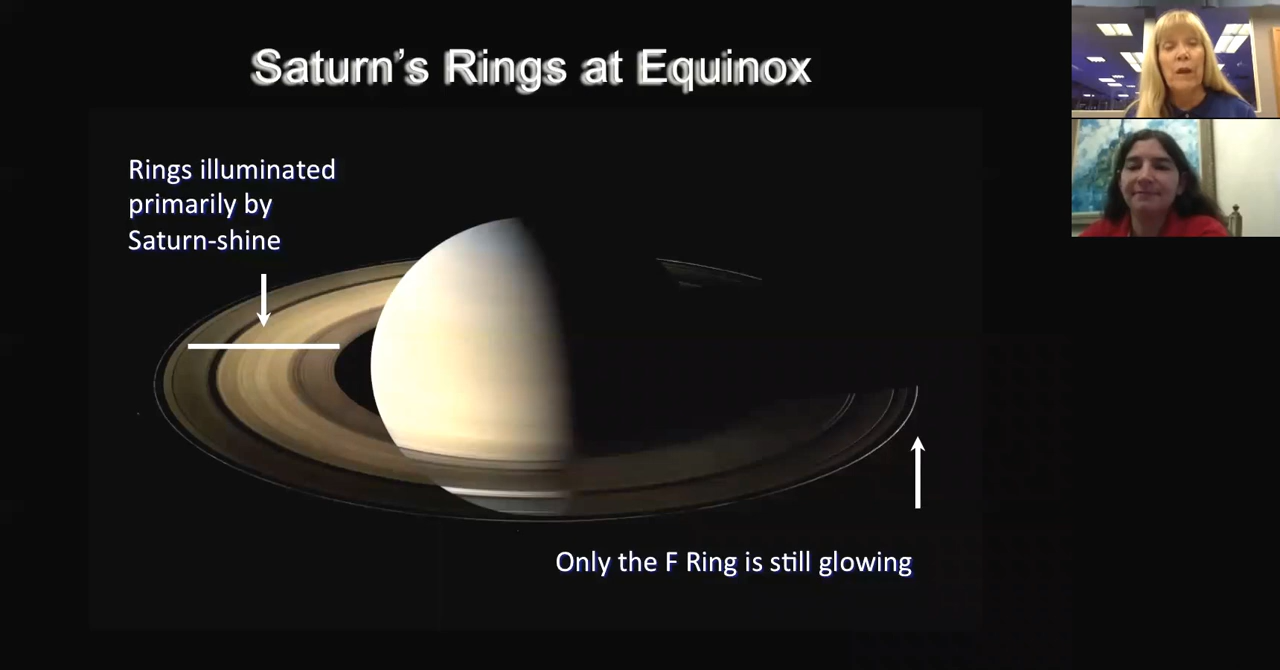 Saturn’s Rings at Equinox
Rings illuminated
primarily by
Saturn-shine
Only the F Ring is still glowing